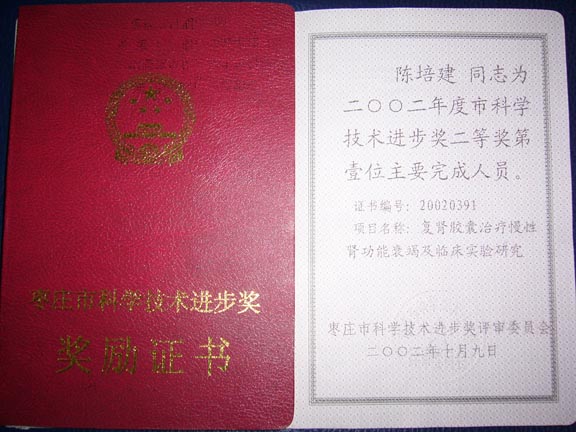 枣庄市科学技术进步奖
奖励证书
陈培建 同志为
二〇〇二年度市科学
技术进步奖二等奖第
壹位主要完成人员。
证书编号：20020391
项目名称：复肾胶囊治疗慢性
肾功能衰竭及临床实验研究
枣庄市科学技术进步奖评审委员会
二〇〇二年十月九日